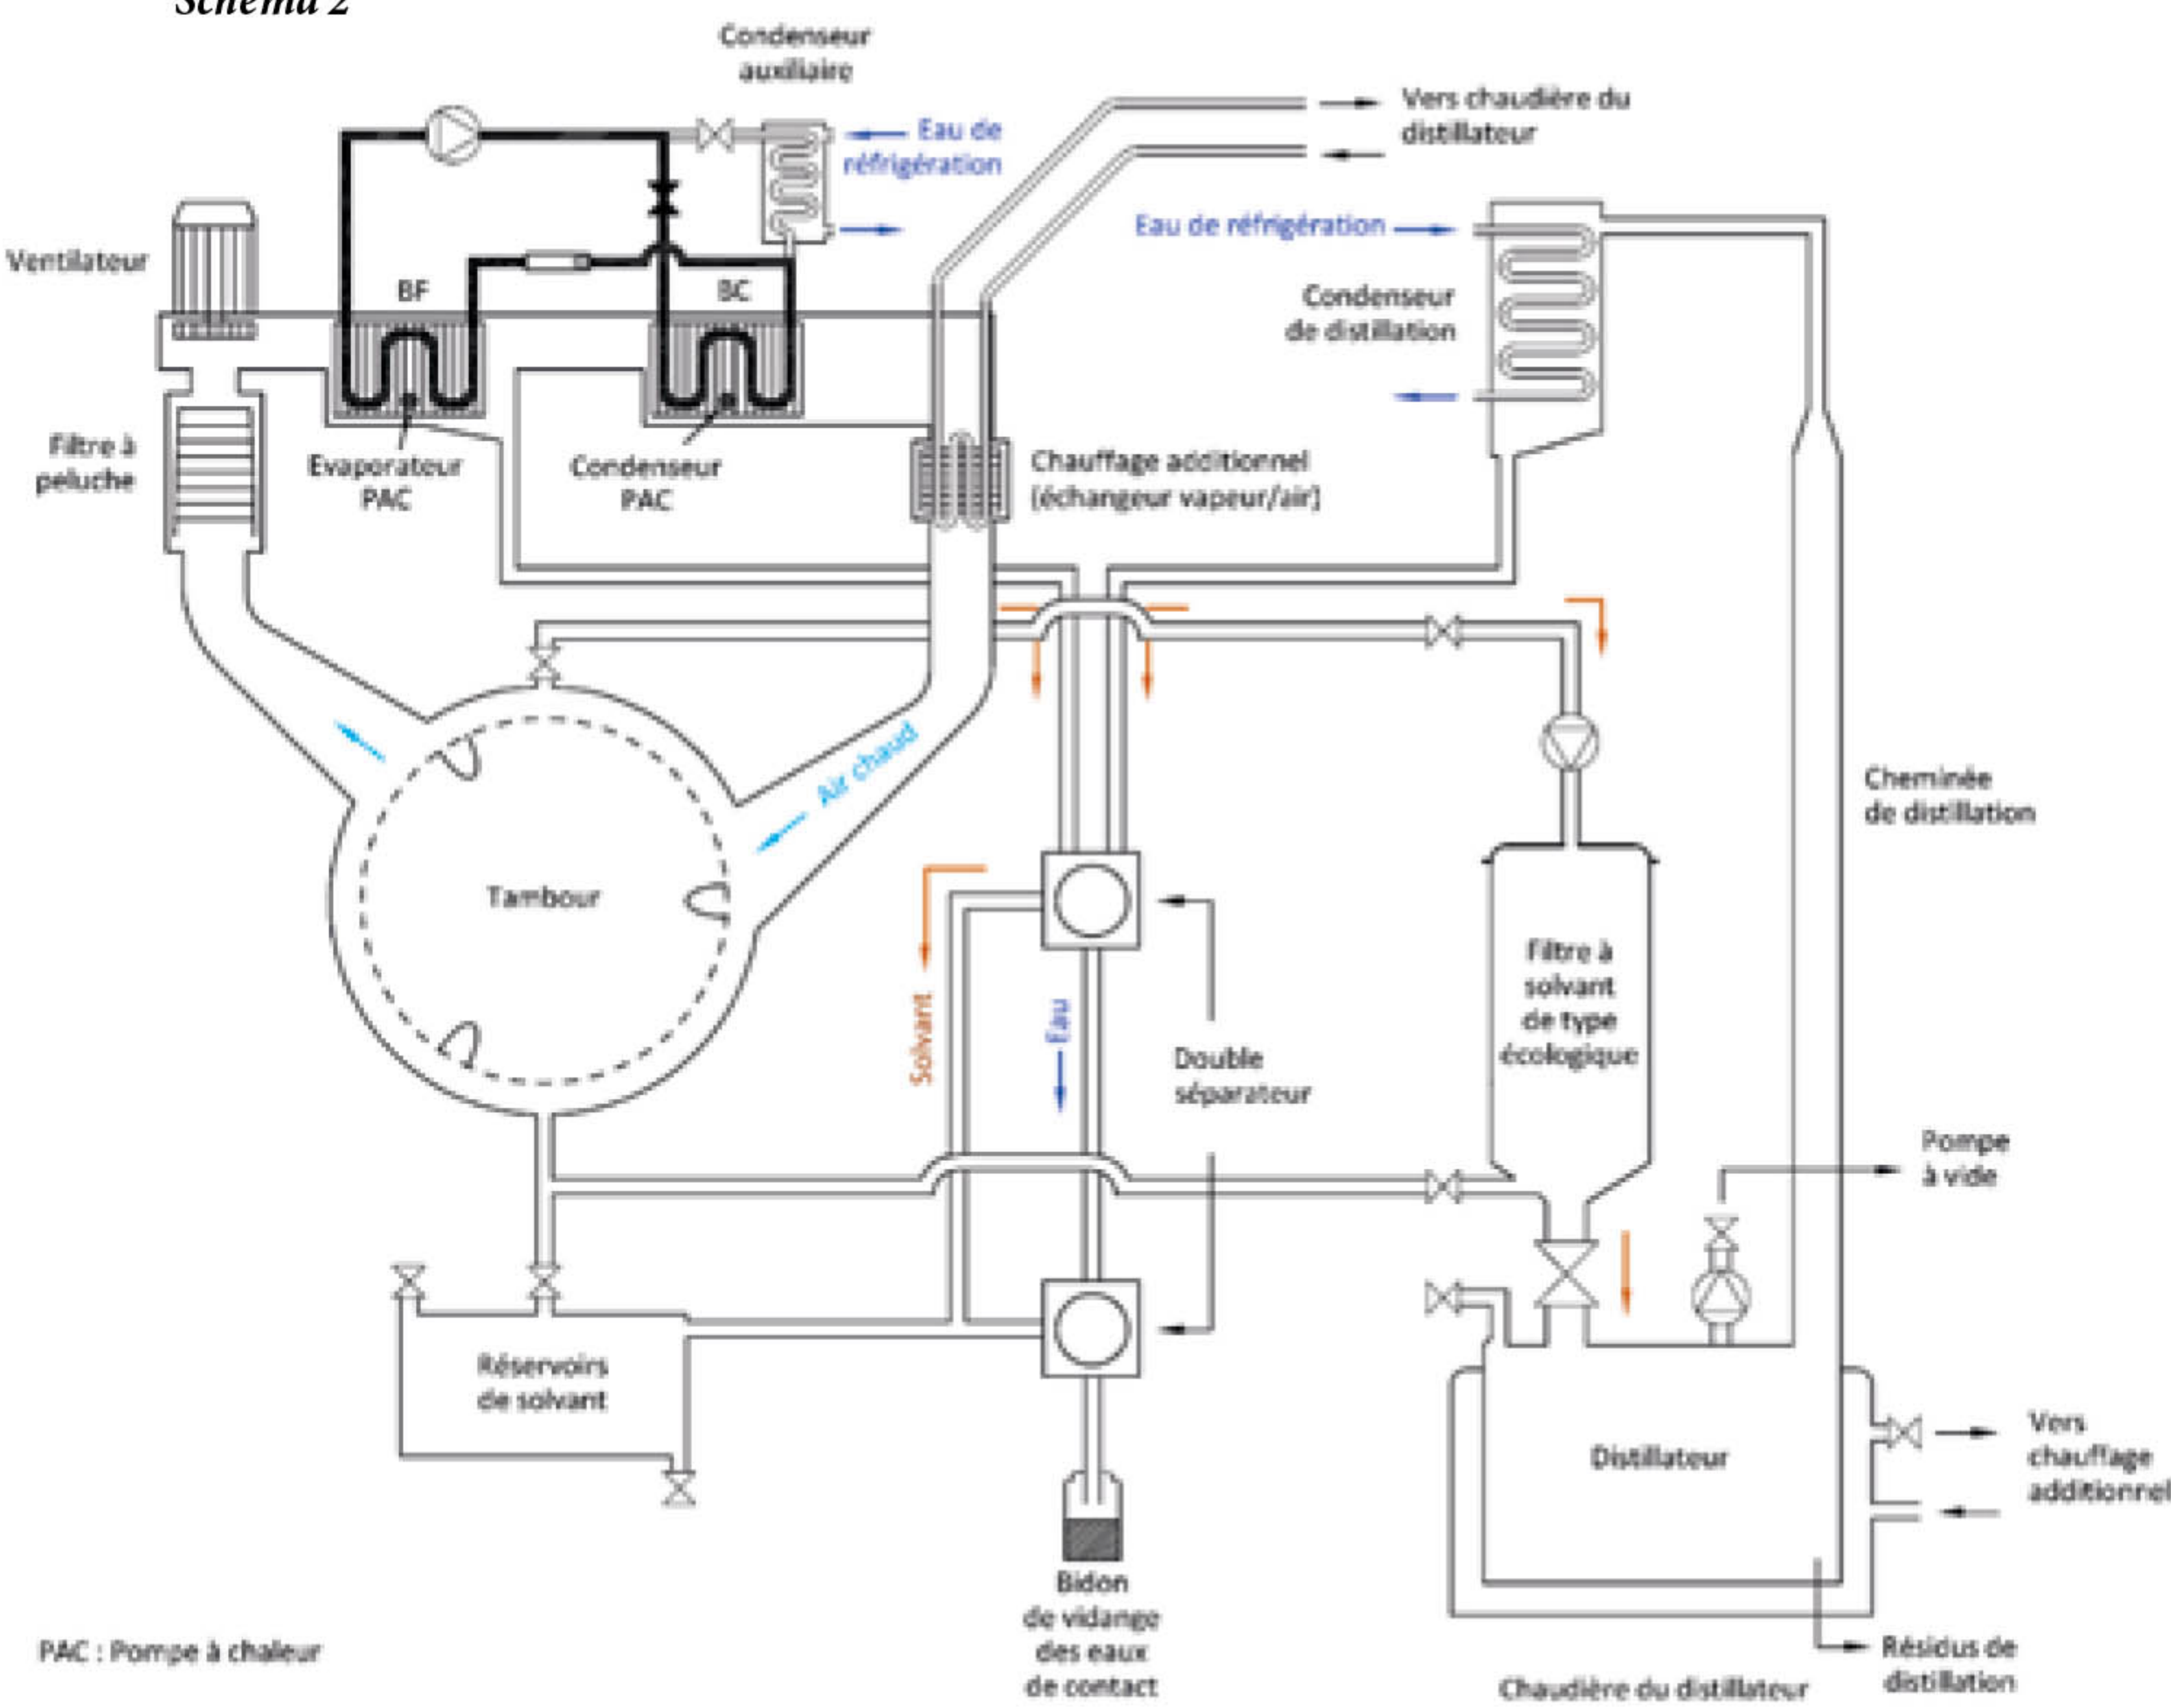 Schéma 2
Condenseur
auxiliaire
Vers chaudière du
distillateur
Eau de
réfrigération
Eau de réfrigération
Ventilateur
BF
BC
Condenseur
de distillation
Filtre à
peluche
Evaporateur
PAC
Condenseur
PAC
Chauffage additionnel
(échangeur vapeur/air)
Air chaud
Cheminée
de distillation
Tambour
Filtre à
solvant
de type
écologique
Solvant
Eau
Double
séparateur
Pompe
à vide
Réservoirs
de solvant
Distillateur
Vers
chauffage
additionnel
Bidon
de vidange
des eaux
de contact
PAC : Pompe à chaleur
Résidus de
distillation
Chaudière du distillateur